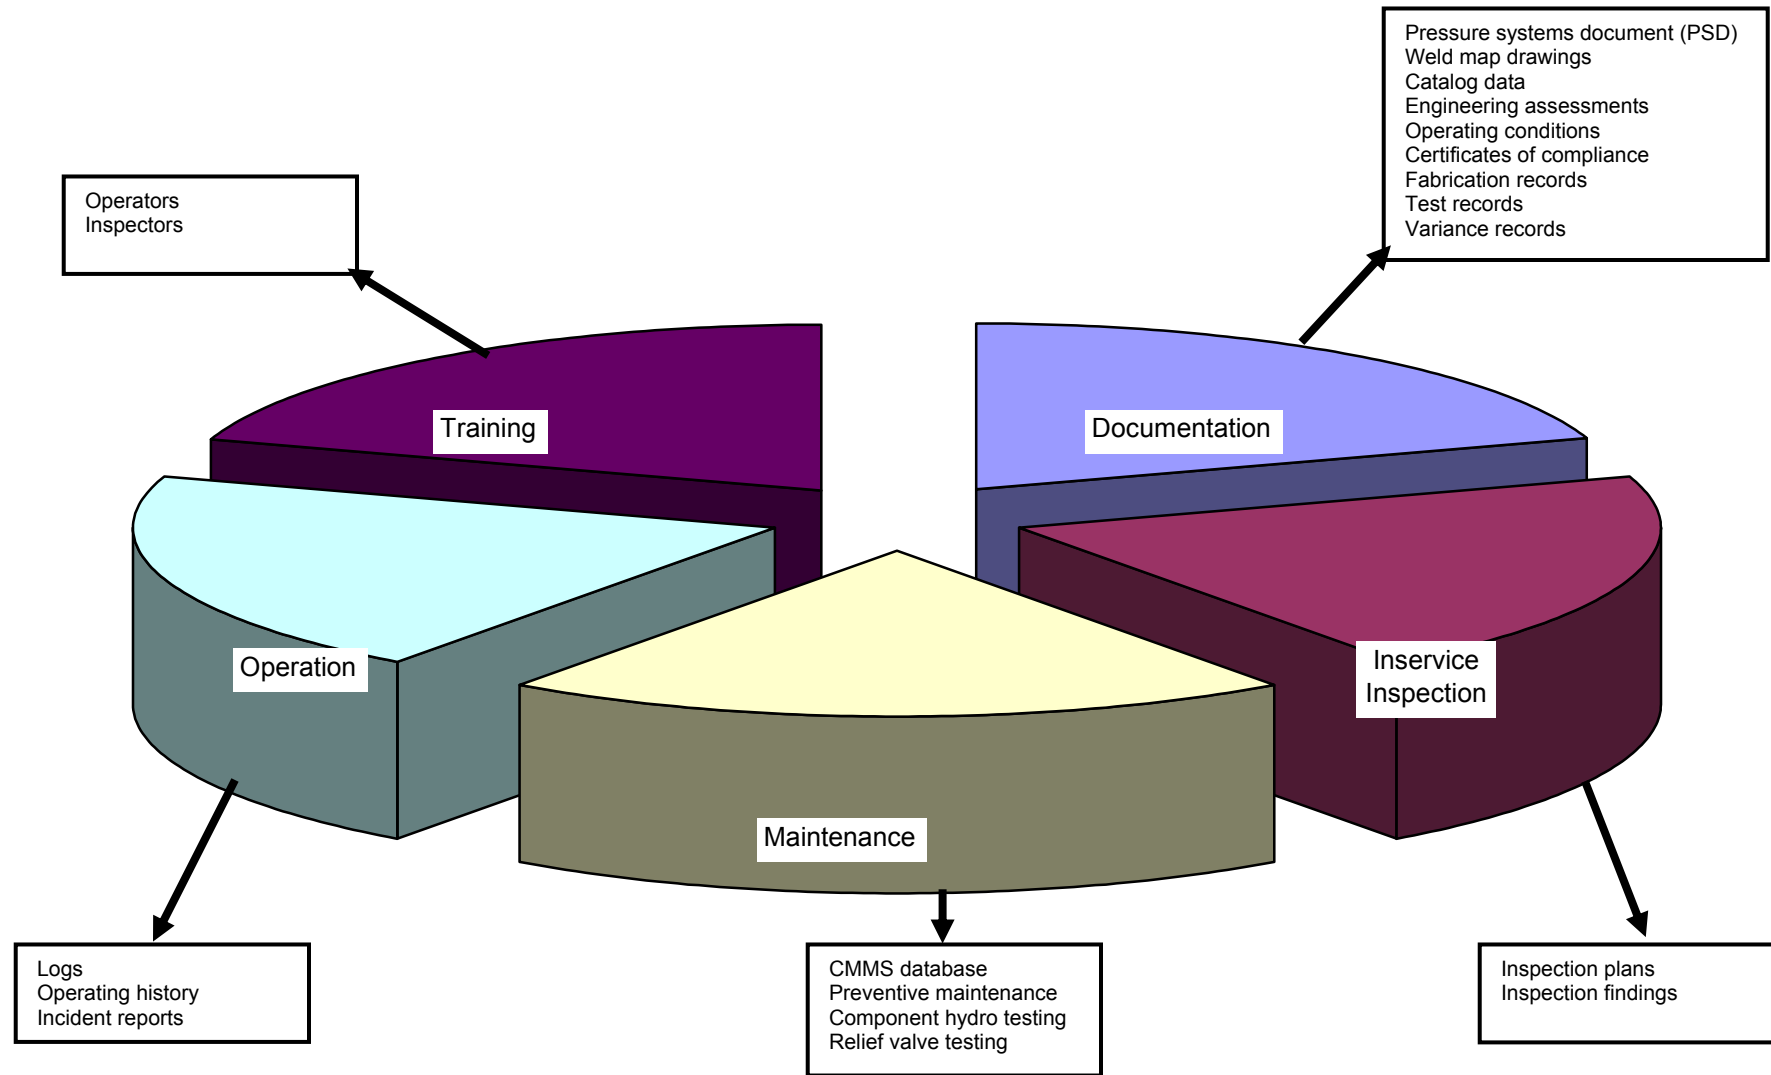 Pressure systems document (PSD)
Weld map drawings
Catalog data
Engineering assessments
Operating conditions
Certificates of compliance
Fabrication records
Test records
Variance records
Operators
Inspectors
Training
Documentation
Operation
Inservice
Inspection
Maintenance
Logs
Operating history
Incident reports
CMMS database
Preventive maintenance
Component hydro testing
Relief valve testing
Inspection plans
Inspection findings